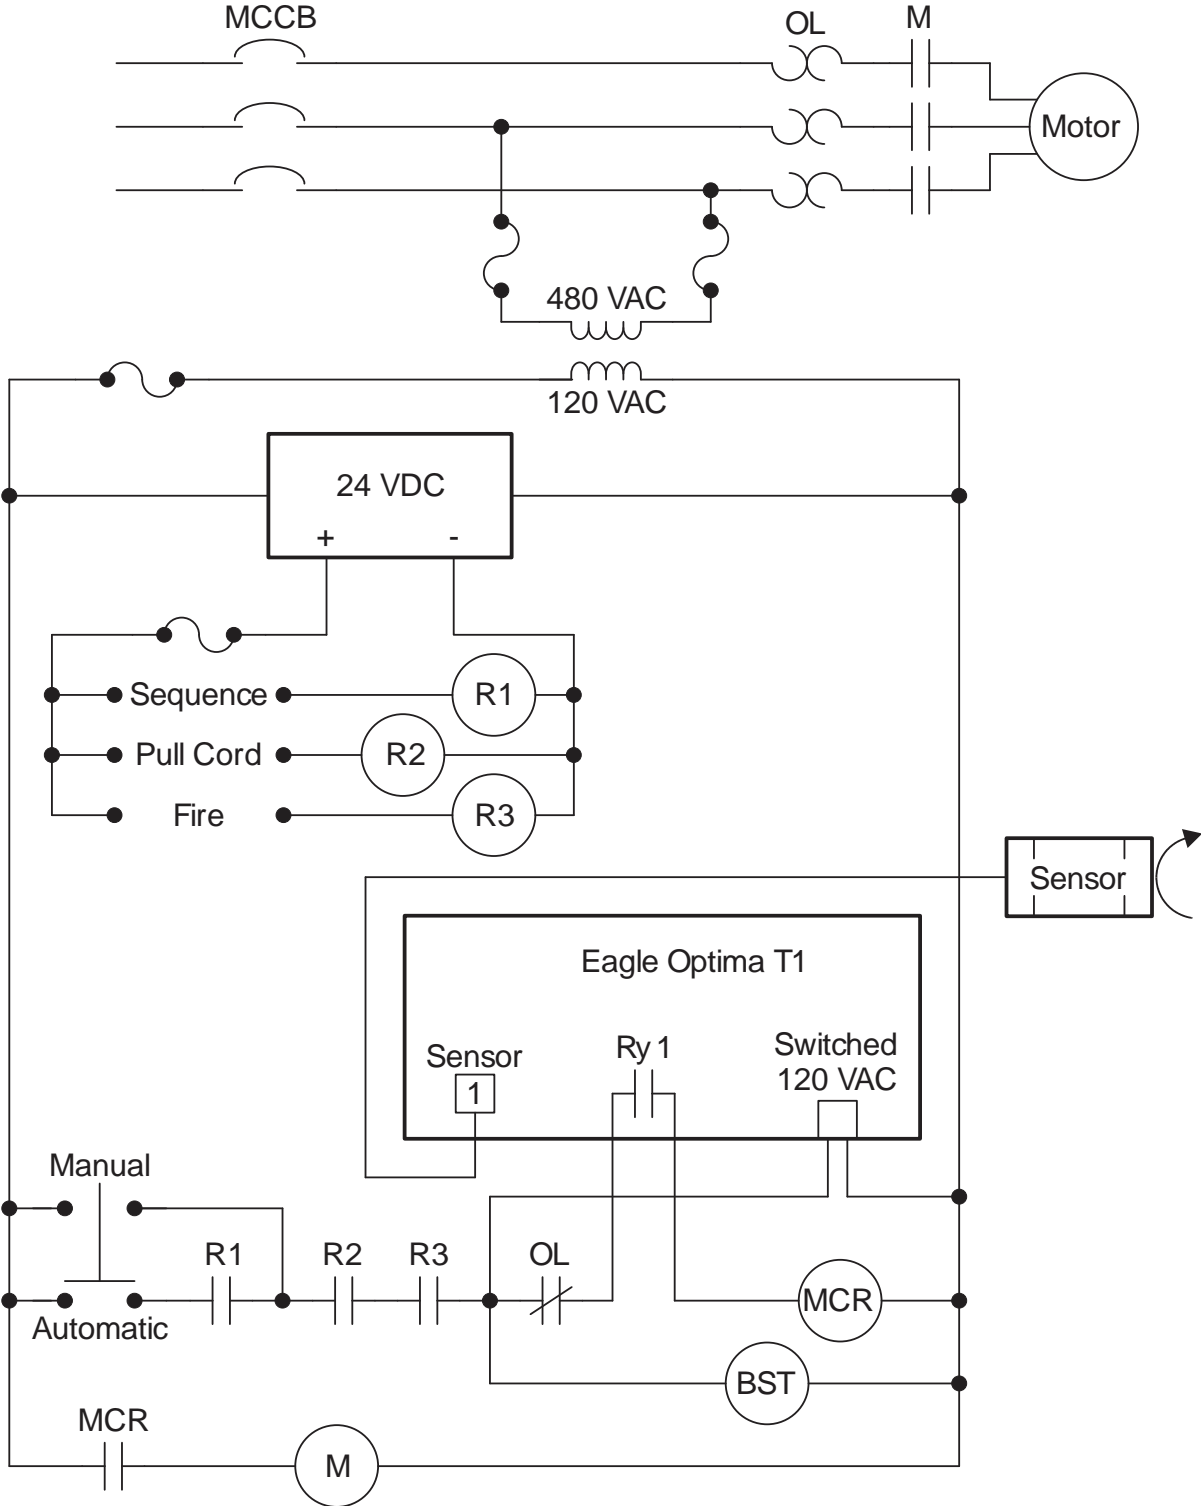 MCCB
OL
M
Motor
480 VAC
120 VAC
24 VDC
+ -
Sequence
R1
Pull Cord
R2
Fire
R3
Sensor
Eagle Optima T1
Sensor
1
Ry 1
Switched
120 VAC
Manual
R1
R2
R3
OL
MCR
Automatic
BST
MCR
M